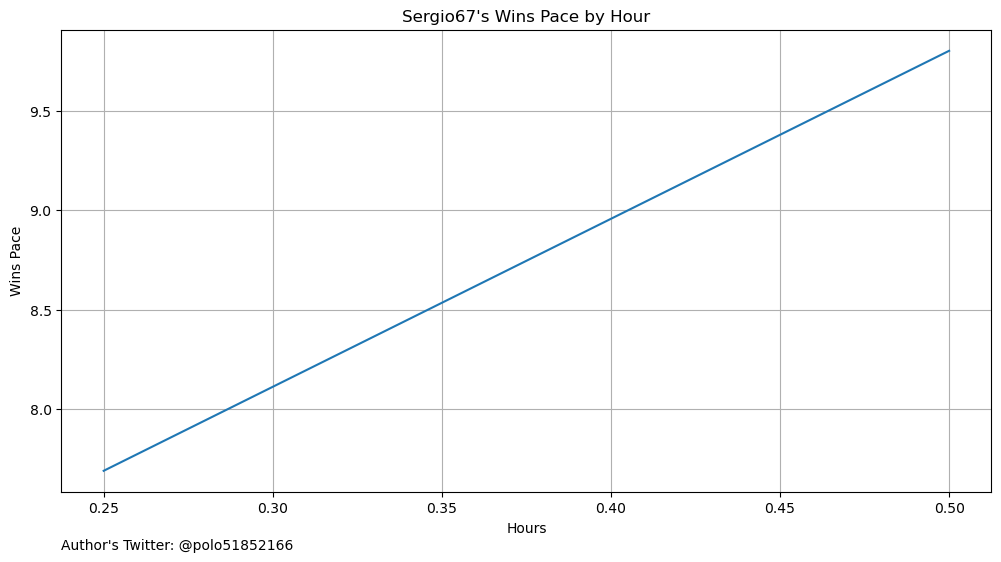 Sergio67's Wins Pace by Hour
Wins Pace
9.5
9.0
8.5
8.0
0.25 0.30 0.35 0.40 0.45 0.50
Hours
Author's Twitter: @polo51852166